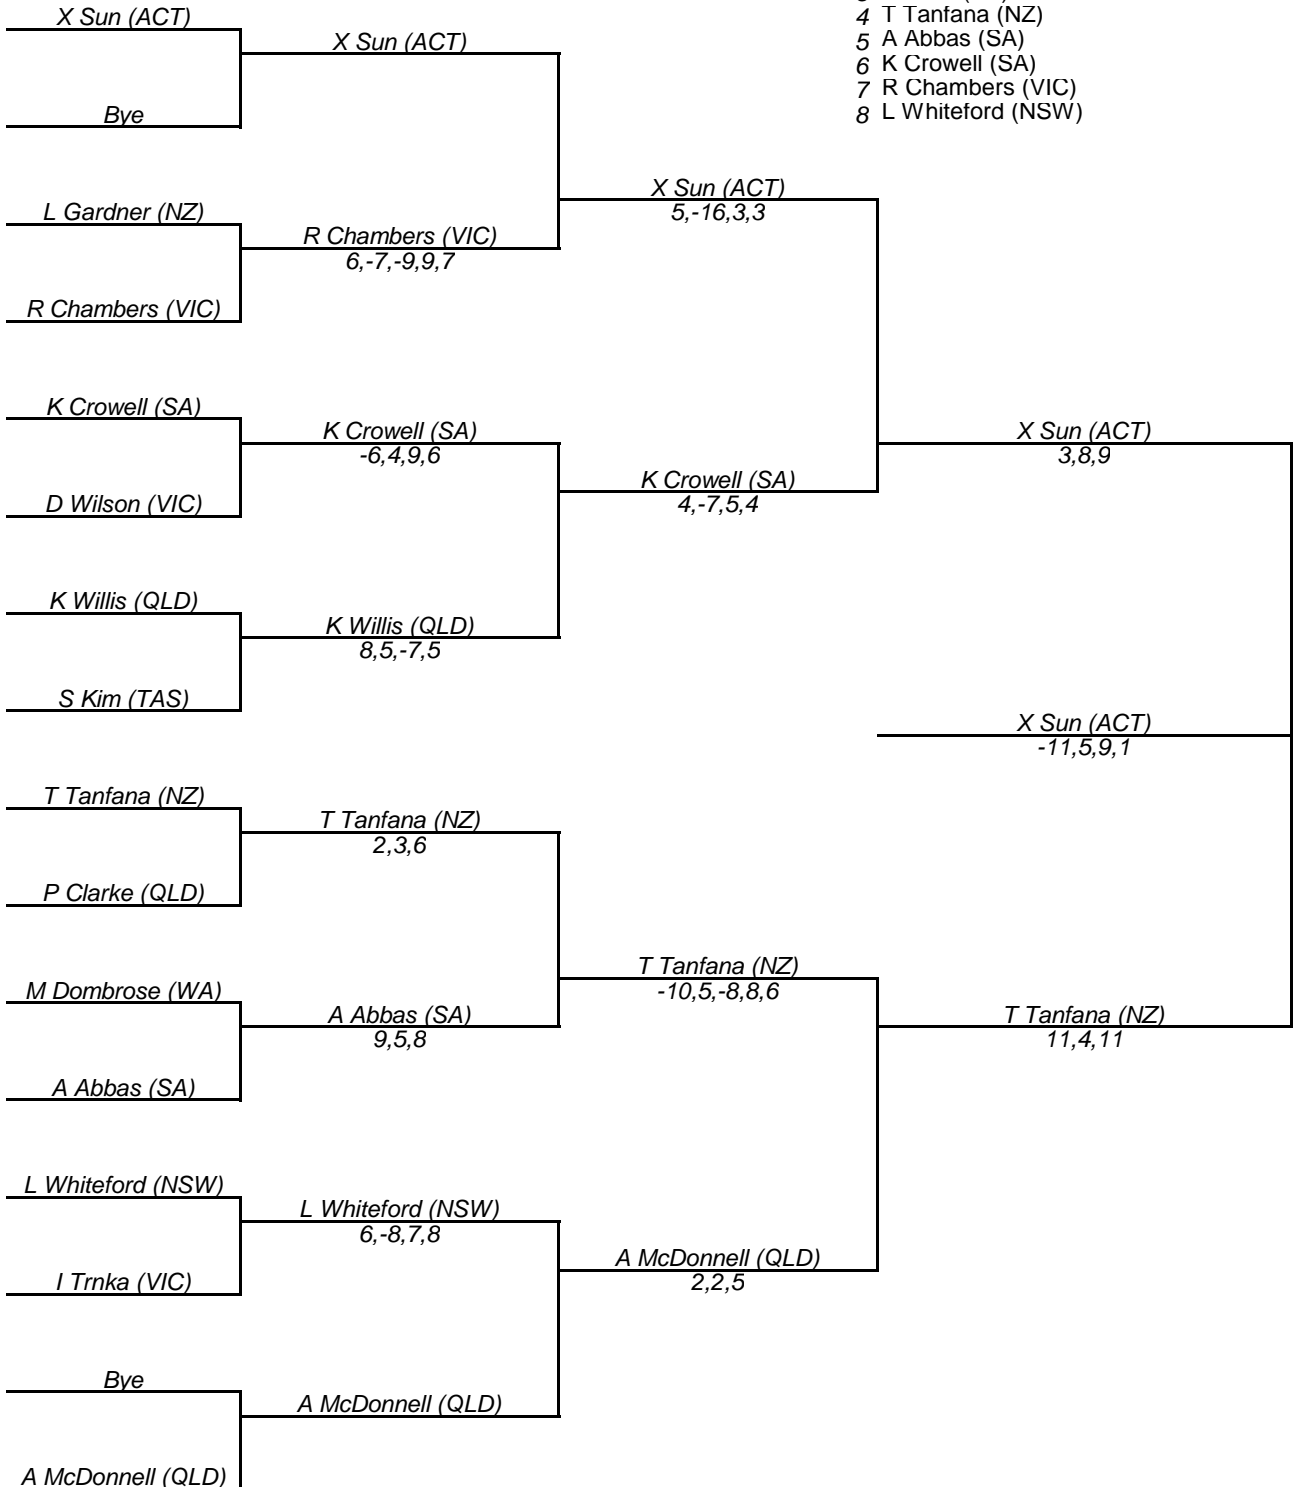 4 T Tanfana (NZ)
5 A Abbas (SA)
6 K Crowell (SA)
7 R Chambers (VIC)
8 L Whiteford (NSW)
X Sun (ACT)
Bye
L Gardner (NZ)
R Chambers (VIC)
K Crowell (SA)
D Wilson (VIC)
K Willis (QLD)
S Kim (TAS)
T Tanfana (NZ)
P Clarke (QLD)
M Dombrose (WA)
A Abbas (SA)
L Whiteford (NSW)
I Trnka (VIC)
Bye
A McDonnell (QLD)
X Sun (ACT)
R Chambers (VIC)
6,-7,-9,9,7
K Crowell (SA)
-6,4,9,6
K Willis (QLD)
8,5,-7,5
T Tanfana (NZ)
2,3,6
A Abbas (SA)
9,5,8
L Whiteford (NSW)
6,-8,7,8
A McDonnell (QLD)
X Sun (ACT)
5,-16,3,3
K Crowell (SA)
4,-7,5,4
T Tanfana (NZ)
-10,5,-8,8,6
A McDonnell (QLD)
2,2,5
X Sun (ACT)
3,8,9
X Sun (ACT)
-11,5,9,1
T Tanfana (NZ)
11,4,11